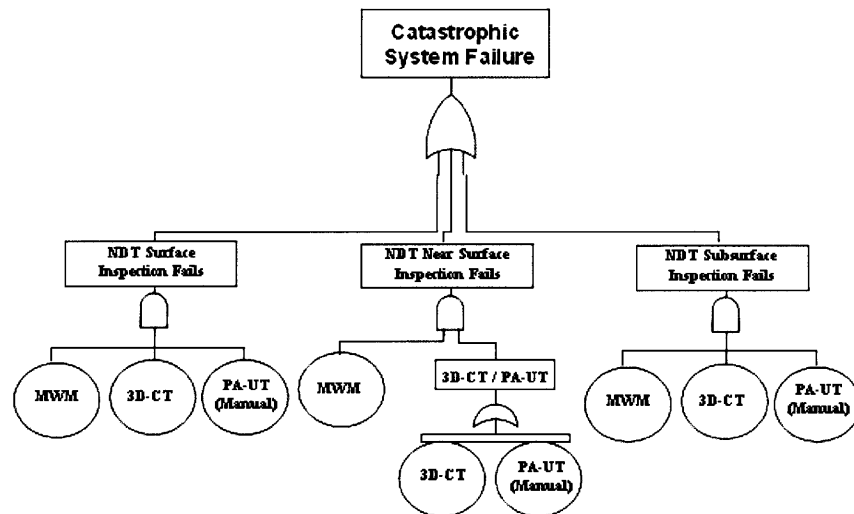 Catastrophic
System Failure
NDT Surface
Inspection Fails
NDT Near Surface
Inspection Fails
NDT Subsurface
Inspection Fails
MWM
3D-CT
PA-UT
(Manual)
MWM
3D-CT / PA-UT
3D-CT
PA-UT
(Manual)
MWM
3D-CT
PA-UT
(Manual)